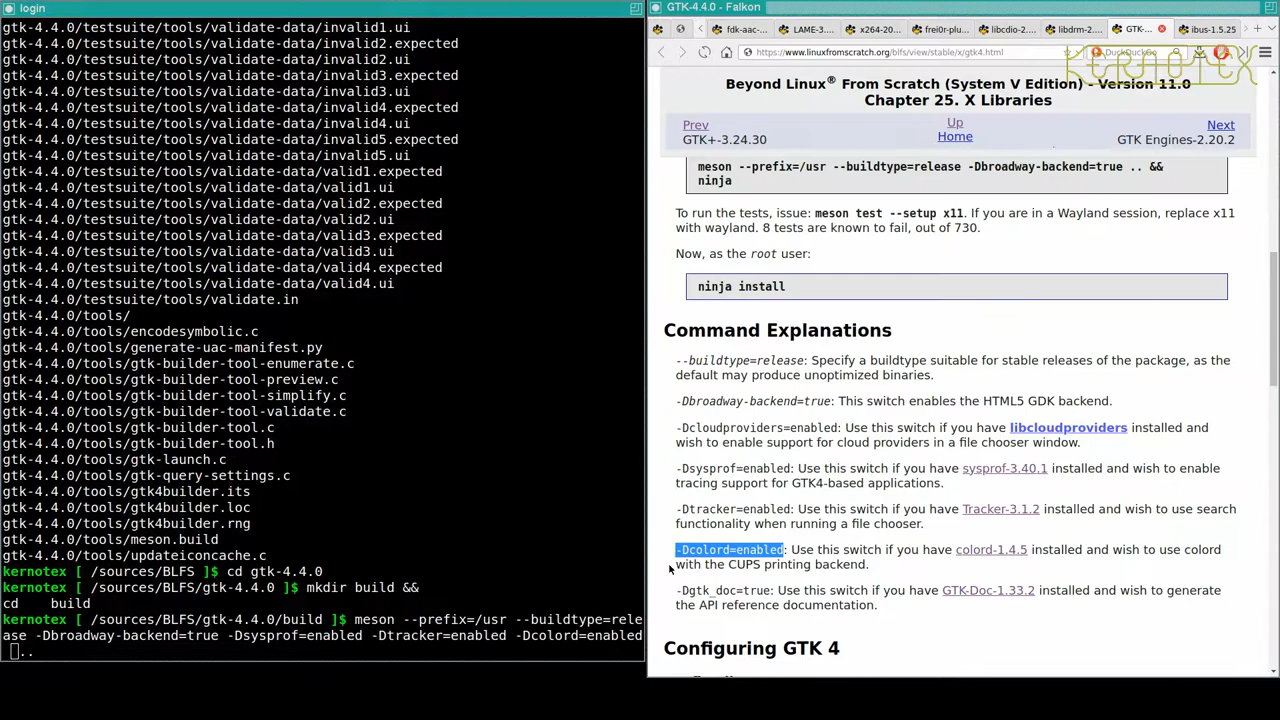 login
gtk-4.4.0/testsuite/tools/validate-data/invalid1.ui
gtk-4.4.0/testsuite/tools/validate-data/invalid2.expected
gtk-4.4.0/testsuite/tools/validate-data/invalid2.ui
gtk-4.4.0/testsuite/tools/validate-data/invalid3.expected
gtk-4.4.0/testsuite/tools/validate-data/invalid3.ui
gtk-4.4.0/testsuite/tools/validate-data/invalid4.expected
gtk-4.4.0/testsuite/tools/validate-data/invalid4.ui
gtk-4.4.0/testsuite/tools/validate-data/invalid5.expected
gtk-4.4.0/testsuite/tools/validate-data/invalid5.ui
gtk-4.4.0/testsuite/tools/validate-data/valid1.expected
gtk-4.4.0/testsuite/tools/validate-data/valid1.ui
gtk-4.4.0/testsuite/tools/validate-data/valid2.expected
gtk-4.4.0/testsuite/tools/validate-data/valid2.ui
gtk-4.4.0/testsuite/tools/validate-data/valid3.expected
gtk-4.4.0/testsuite/tools/validate-data/valid3.ui
gtk-4.4.0/testsuite/tools/validate-data/valid4.expected
gtk-4.4.0/testsuite/tools/validate-data/valid4.ui
gtk-4.4.0/testsuite/tools/validate.in
gtk-4.4.0/tools/
gtk-4.4.0/tools/encodesymbolic.c
gtk-4.4.0/tools/generate-uac-manifest.py
gtk-4.4.0/tools/gtk-builder-tool-enumerate.c
gtk-4.4.0/tools/gtk-builder-tool-preview.c
gtk-4.4.0/tools/gtk-builder-tool-simplify.c
gtk-4.4.0/tools/gtk-builder-tool-validate.c
gtk-4.4.0/tools/gtk-builder-tool.c
gtk-4.4.0/tools/gtk-builder-tool.h
gtk-4.4.0/tools/gtk-launch.c
gtk-4.4.0/tools/gtk-query-settings.c
gtk-4.4.0/tools/gtk4builder.its
gtk-4.4.0/tools/gtk4builder.loc
gtk-4.4.0/tools/gtk4builder.rng
gtk-4.4.0/tools/meson.build
gtk-4.4.0/tools/updateiconcache.c
kernotex [ /sources/BLFS ]$ cd gtk-4.4.0
kernotex [ /sources/BLFS/gtk-4.4.0 ]$ mkdir build &&
cd    build
kernotex [ /sources/BLFS/gtk-4.4.0/build ]$ meson --prefix=/usr --buildtype=rele
ase -Dbroadway-backend=true -Dsysprof=enabled -Dtracker=enabled -Dcolord=enabled
..
GTK-4.4.0 - Falkon
fdk-aac-... LAME-3.... x264-20... frei0r-plu... libcdio-2.... libdrm-2.... GTK-... ibus-1.5.25
https://www.linuxfromscratch.org/blfs/view/stable/x/gtk4.html DuckDuckGo
KERNOTEX
Beyond Linux® From Scratch (System V Edition) - Version 11.0
Chapter 25. X Libraries
Prev Up Next
GTK+-3.24.30 Home GTK Engines-2.20.2
meson --prefix=/usr --buildtype=release -Dbroadway-backend=true .. &&
ninja
To run the tests, issue: meson test --setup x11. If you are in a Wayland session, replace x11
with wayland. 8 tests are known to fail, out of 730.
Now, as the root user:
ninja install
Command Explanations
--buildtype=release: Specify a buildtype suitable for stable releases of the package, as the
default may produce unoptimized binaries.
-Dbroadway-backend=true: This switch enables the HTML5 GDK backend.
-Dcloudproviders=enabled: Use this switch if you have libcloudproviders installed and
wish to enable support for cloud providers in a file chooser window.
-Dsysprof=enabled: Use this switch if you have sysprof-3.40.1 installed and wish to enable
tracing support for GTK4-based applications.
-Dtracker=enabled: Use this switch if you have Tracker-3.1.2 installed and wish to use search
functionality when running a file chooser.
-Dcolord=enabled: Use this switch if you have colord-1.4.5 installed and wish to use colord
with the CUPS printing backend.
-Dgtk_doc=true: Use this switch if you have GTK-Doc-1.33.2 installed and wish to generate
the API reference documentation.
Configuring GTK 4